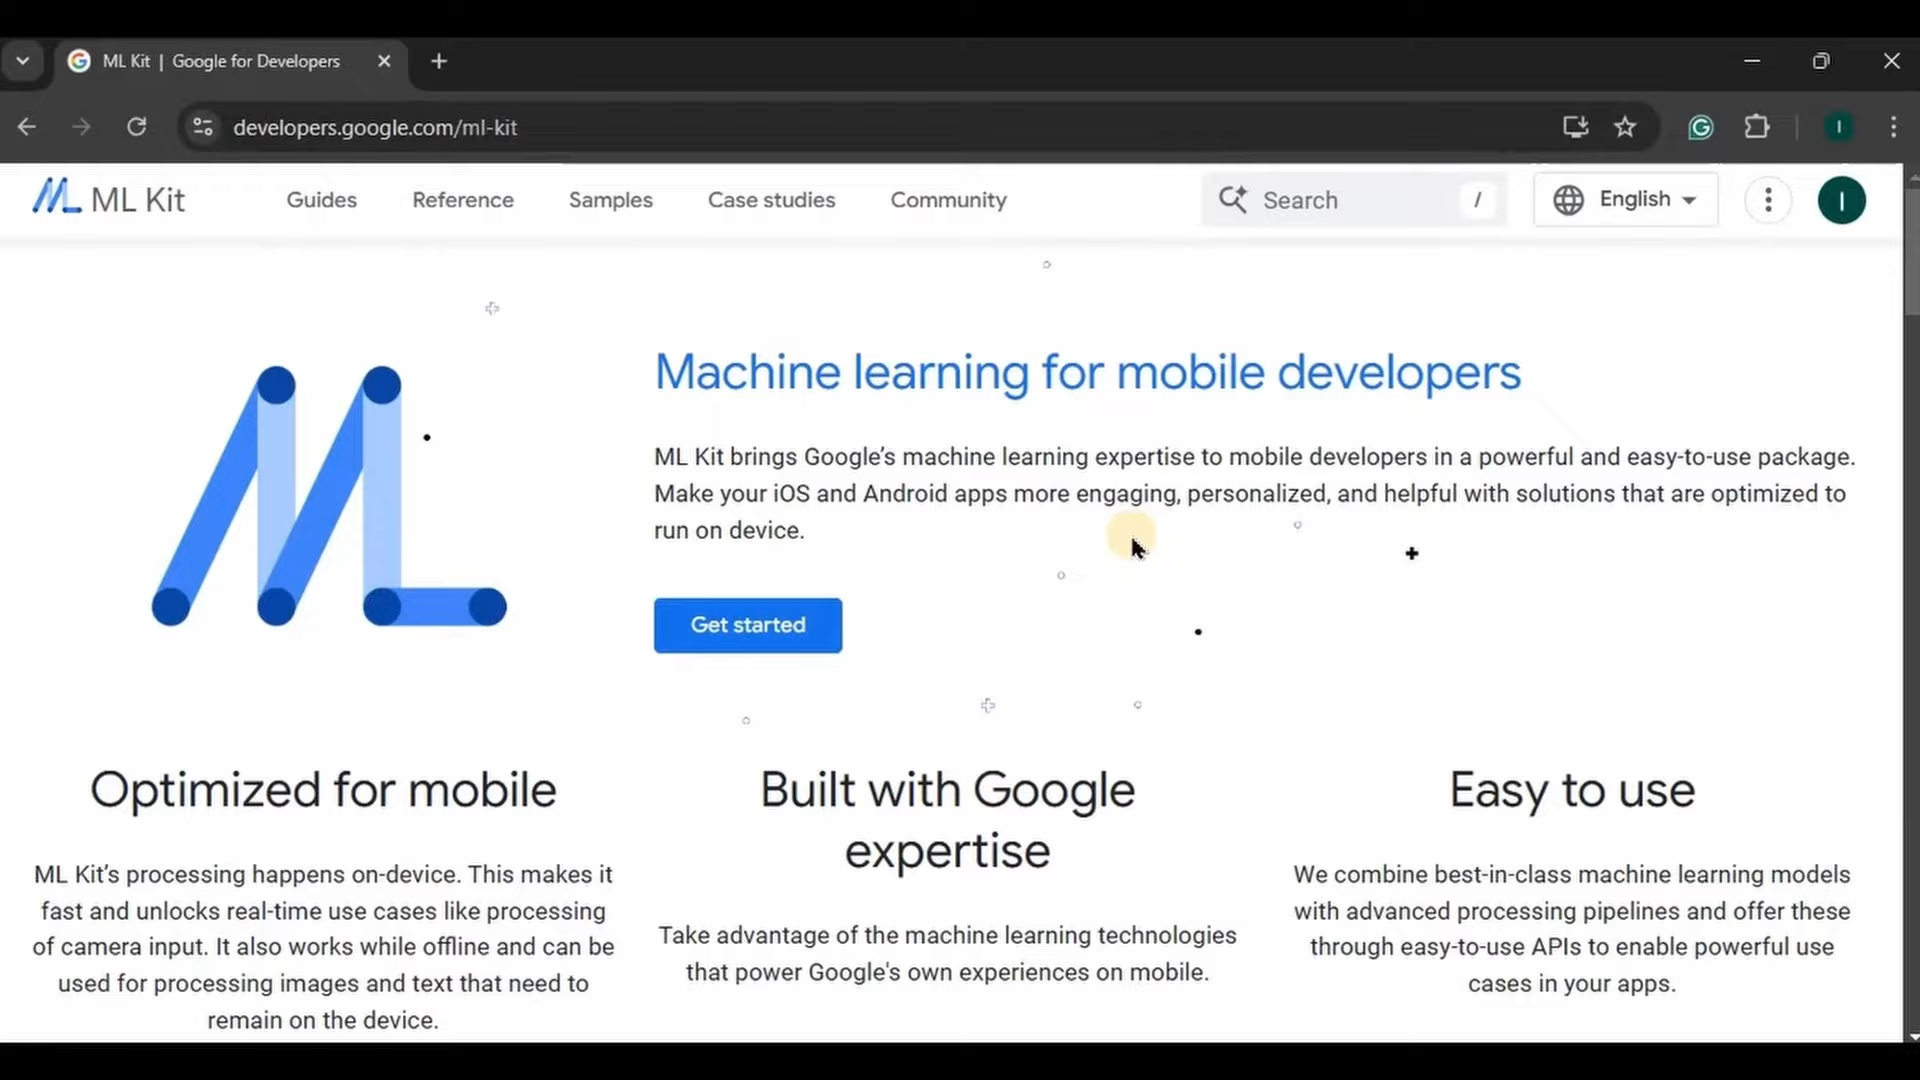 ML Kit | Google for Developers
developers.google.com/ml-kit
I
ML Kit
Guides
Reference
Samples
Case studies
Community
Search
/
English
I
Machine learning for mobile developers
ML Kit brings Google’s machine learning expertise to mobile developers in a powerful and easy-to-use package.
Make your iOS and Android apps more engaging, personalized, and helpful with solutions that are optimized to
run on device.
Get started
Optimized for mobile
ML Kit’s processing happens on-device. This makes it
fast and unlocks real-time use cases like processing
of camera input. It also works while offline and can be
used for processing images and text that need to
remain on the device.
Built with Google
expertise
Take advantage of the machine learning technologies
that power Google's own experiences on mobile.
Easy to use
We combine best-in-class machine learning models
with advanced processing pipelines and offer these
through easy-to-use APIs to enable powerful use
cases in your apps.